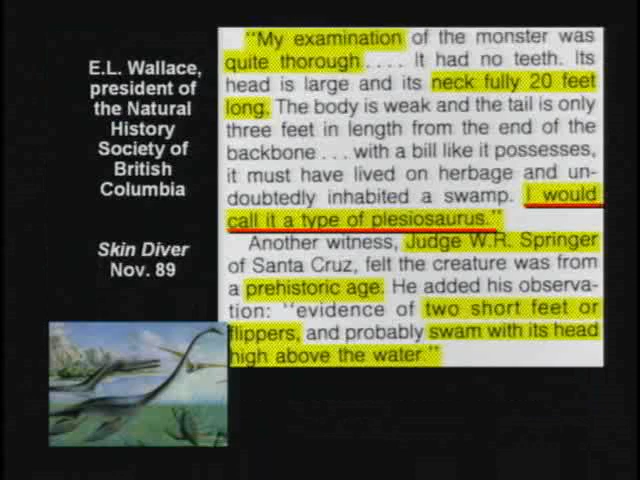 E.L. Wallace,
president of
the Natural
History
Society of
British
Columbia
Skin Diver
Nov. 89
"My examination of the monster was
quite thorough.... It had no teeth. Its
head is large and its neck fully 20 feet
long. The body is weak and the tail is only
three feet in length from the end of the
backbone ... with a bill like it possesses,
it must have lived on herbage and un-
doubtedly inhabited a swamp. I would
call it a type of plesiosaurus."
Another witness, Judge W.R. Springer
of Santa Cruz, felt the creature was from
a prehistoric age. He added his observa-
tion: "evidence of two short feet or
flippers, and probably swam with its head
high above the water"